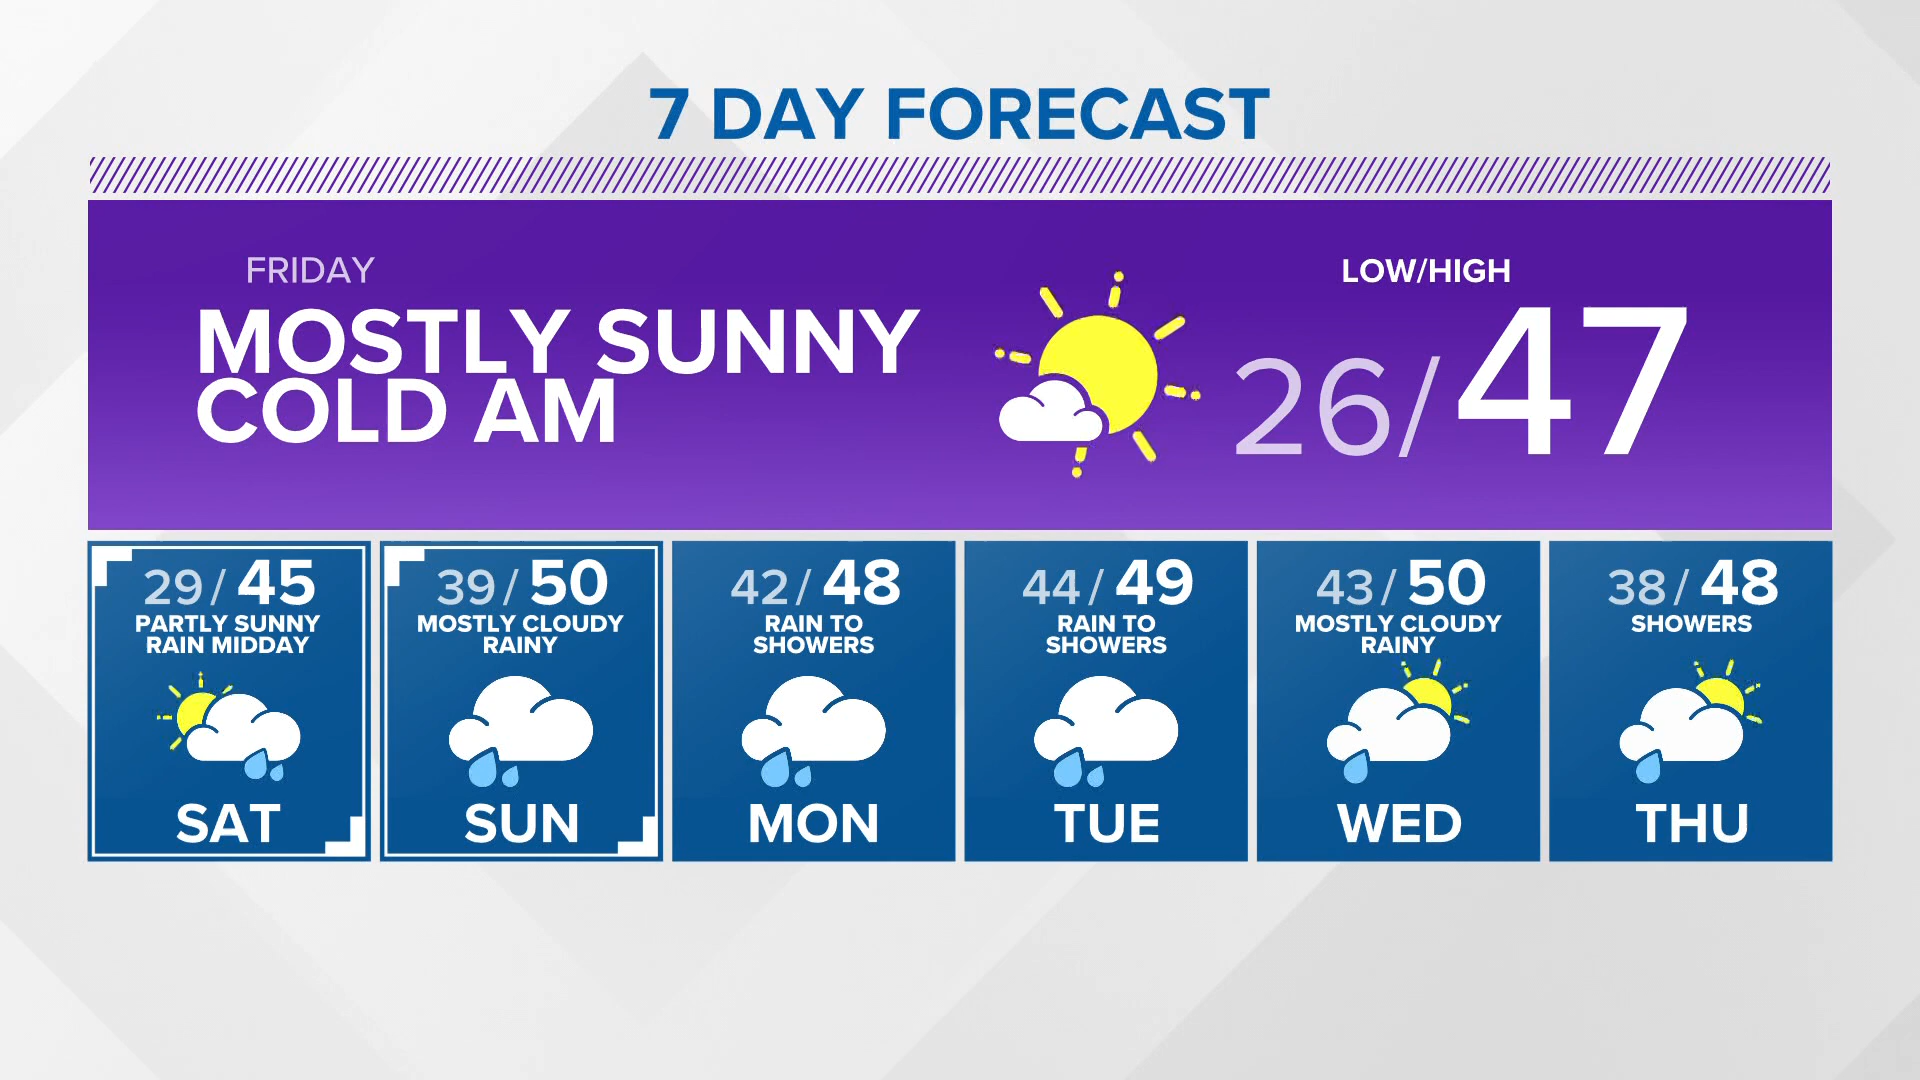 7 DAY FORECAST
FRIDAY
MOSTLY SUNNY
COLD AM
LOW/HIGH
26/47
29/45
PARTLY SUNNY
RAIN MIDDAY
SAT
39/50
MOSTLY CLOUDY
RAINY
SUN
42/48
RAIN TO
SHOWERS
MON
44/49
RAIN TO
SHOWERS
TUE
43/50
MOSTLY CLOUDY
RAINY
WED
38/48
SHOWERS
THU